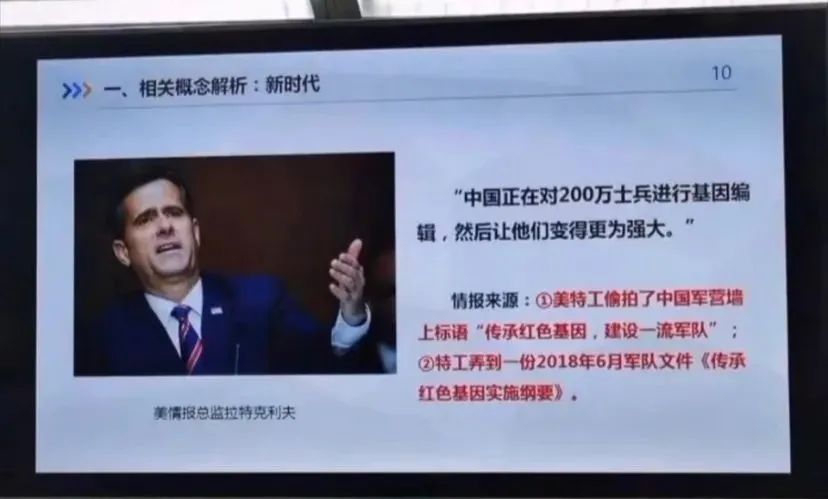 一、相关概念解析：新时代
10
“中国正在对200万士兵进行基因编
辑，然后让他们变得更为强大。”
情报来源：①美特工偷拍了中国军营墙
上标语“传承红色基因，建设一流军队”；
②特工弄到一份2018年6月军队文件《传承
红色基因实施纲要》。
美情报总监拉特克利夫